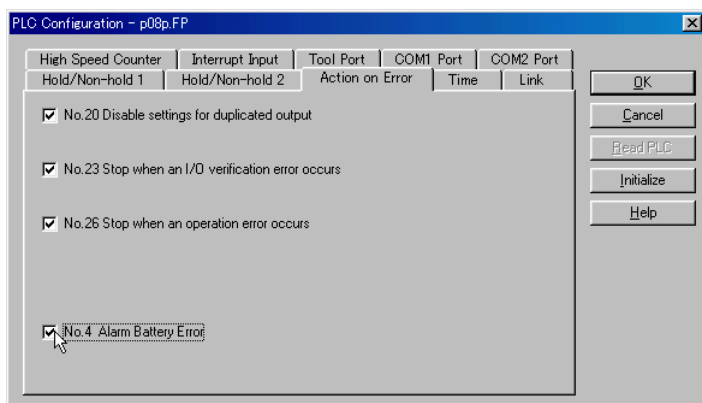 PLC Configuration - p08p.FP
High Speed Counter Interrupt Input Tool Port COM1 Port COM2 Port
Hold/Non-hold 1 Hold/Non-hold 2 Action on Error Time Link
OK
No.20 Disable settings for duplicated output
Cancel
Read PLC
No.23 Stop when an I/O verification error occurs
Initialize
Help
No.26 Stop when an operation error occurs
No.4 Alarm Battery Error